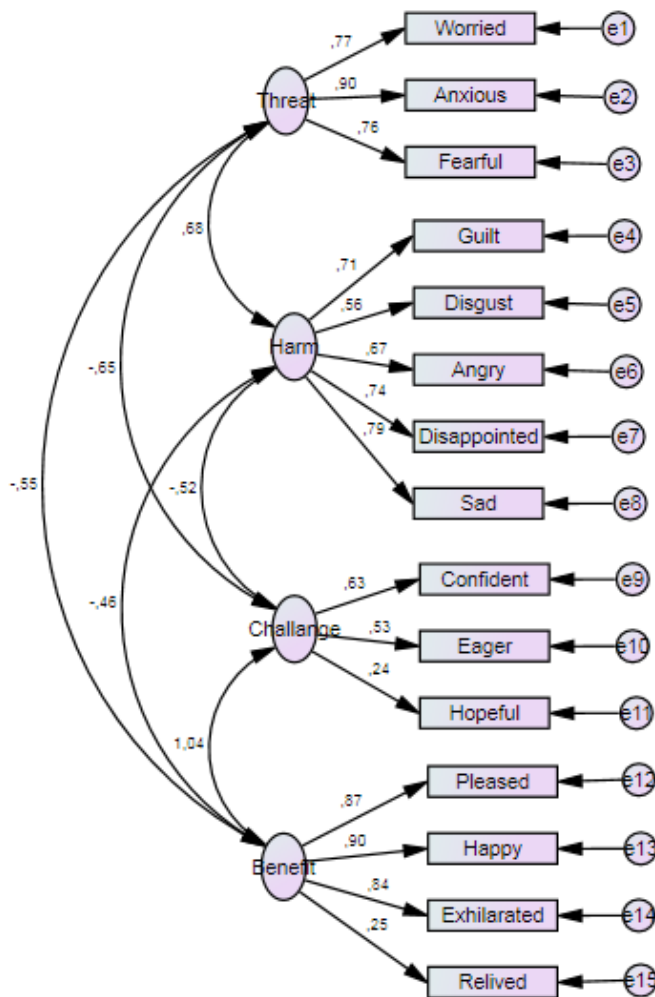 Worried
e1
,77
Threat
,90
Anxious
e2
,76
Fearful
e3
,68
Guilt
e4
,71
,56
Disgust
e5
Harm
,67
Angry
e6
-,65
,74
Disappointed
e7
,79
-,55
-,52
Sad
e8
,63
Confident
e9
-,46
Challange
,53
Eager
e10
,24
Hopeful
e11
1,04
Pleased
e12
,87
,90
Happy
e13
Benefit
,84
Exhilarated
e14
,25
Relived
e15